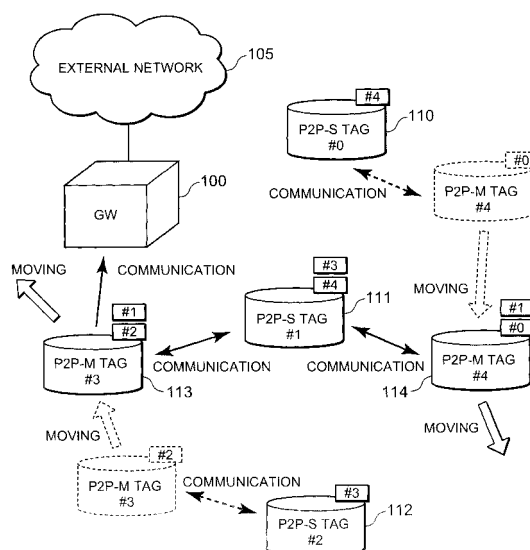 105
EXTERNAL NETWORK
#4
110
P2P-S TAG
#0
#0
100
COMMUNICATION
P2P-M TAG
#4
GW
MOVING
COMMUNICATION
#3
#4
111
MOVING
#1
#2
P2P-S TAG
#1
#1
#0
P2P-M TAG
#3
COMMUNICATION
COMMUNICATION
P2P-M TAG
#4
113
114
MOVING
MOVING
#2
P2P-M TAG
#3
COMMUNICATION
#3
112
P2P-S TAG
#2